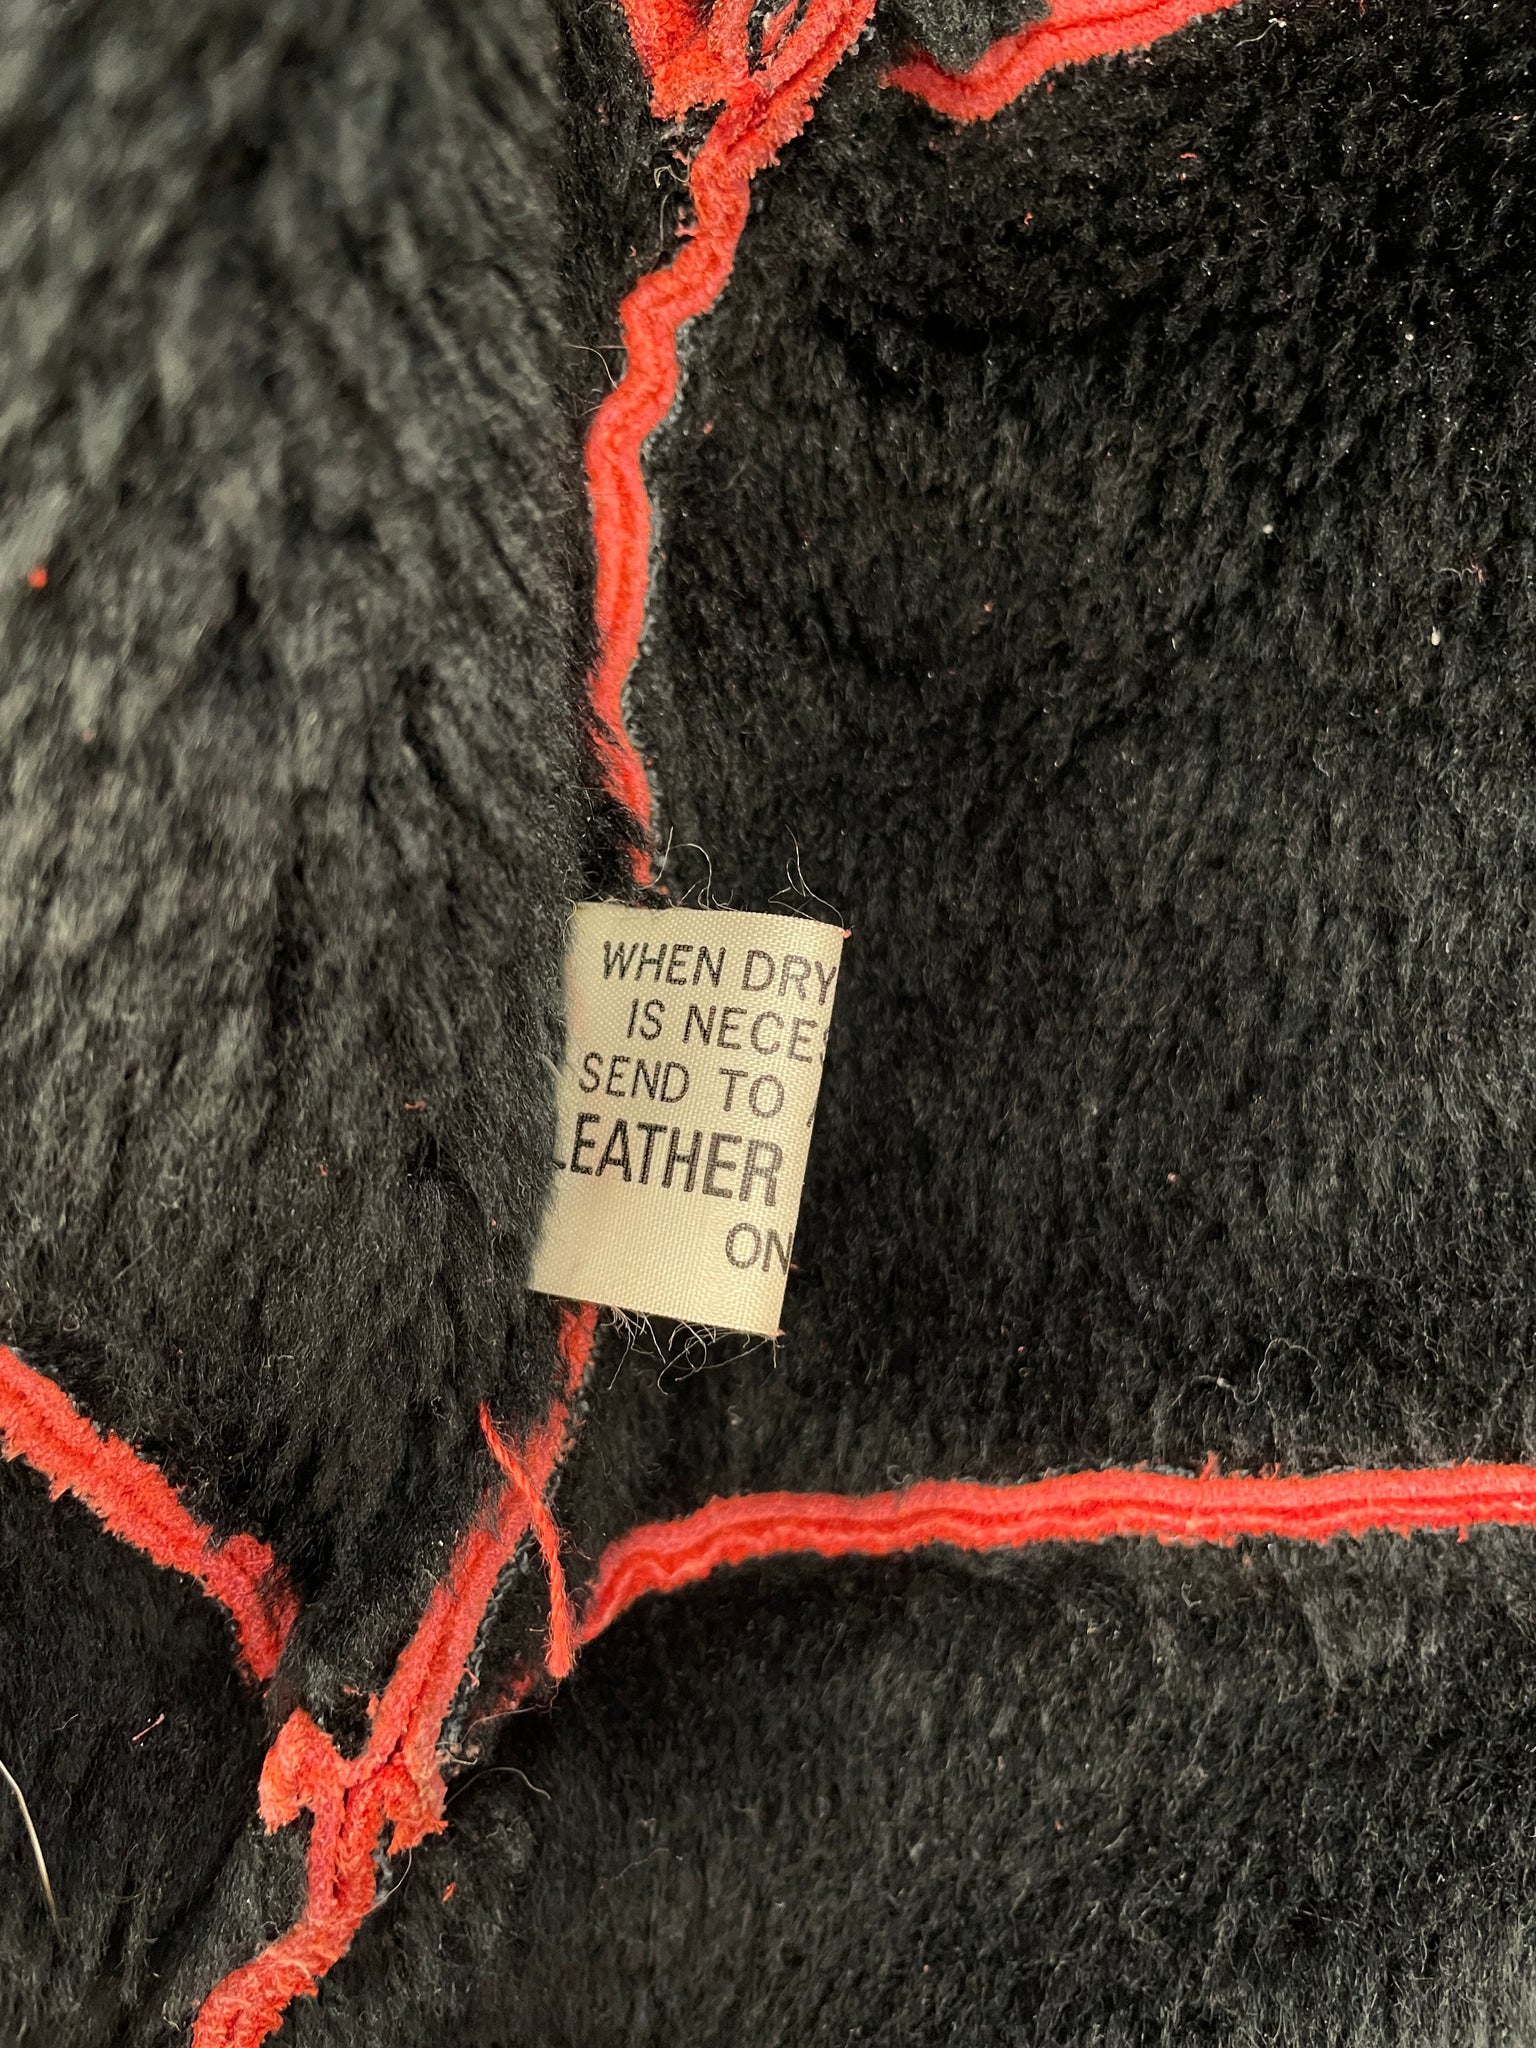 WHEN DRY
IS NECES
SEND TO
LEATHER
ON